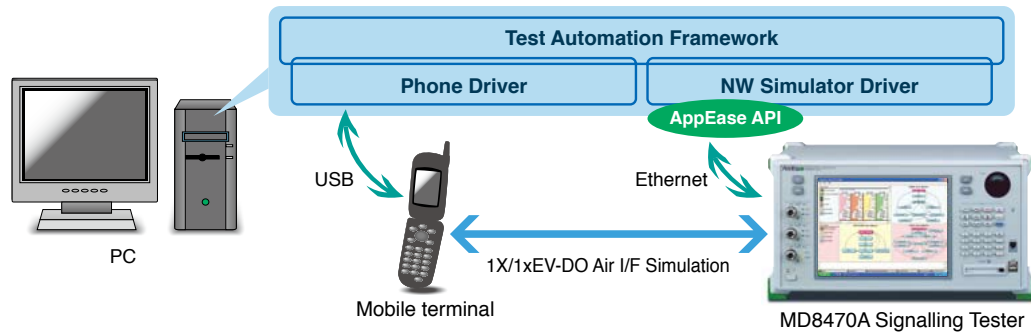 Test Automation Framework
Phone Driver
NW Simulator Driver
AppEase API
USB
Ethernet
PC
1X/1xEV-DO Air I/F Simulation
Mobile terminal
MD8470A Signalling Tester